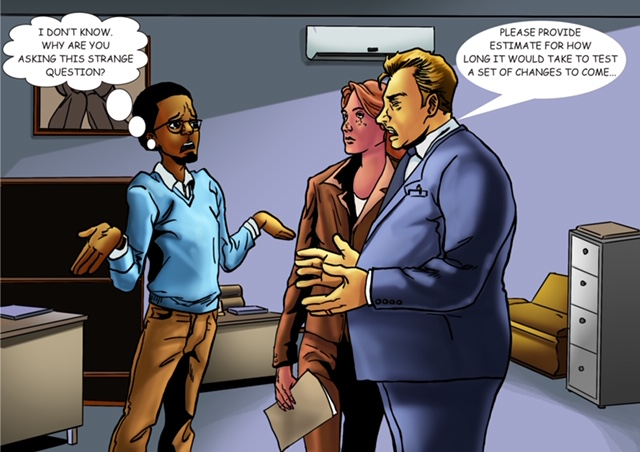 I DON'T KNOW.
WHY ARE YOU
ASKING THIS STRANGE
QUESTION?
PLEASE PROVIDE
ESTIMATE FOR HOW
LONG IT WOULD TAKE TO TEST
A SET OF CHANGES TO COME...